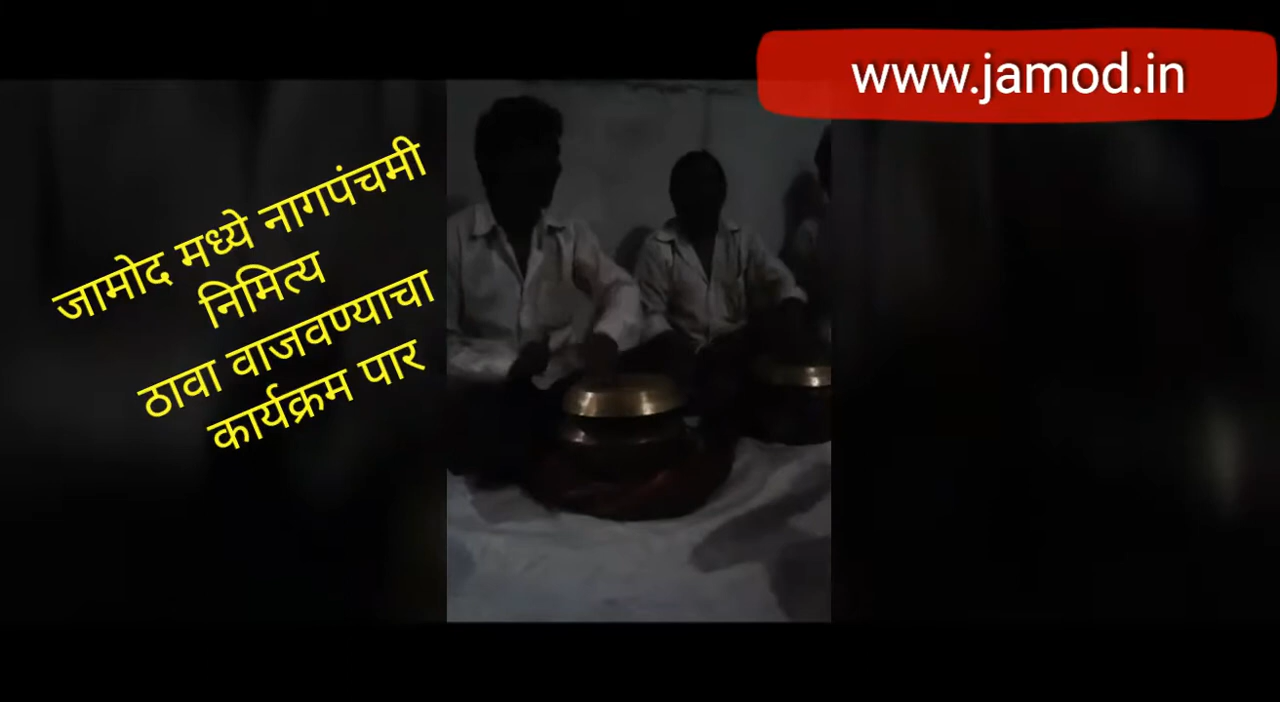 www.jamod.in
जामोद मध्ये नागपंचमी
निमित्य
ठावा वाजवण्याचा
कार्यक्रम पार